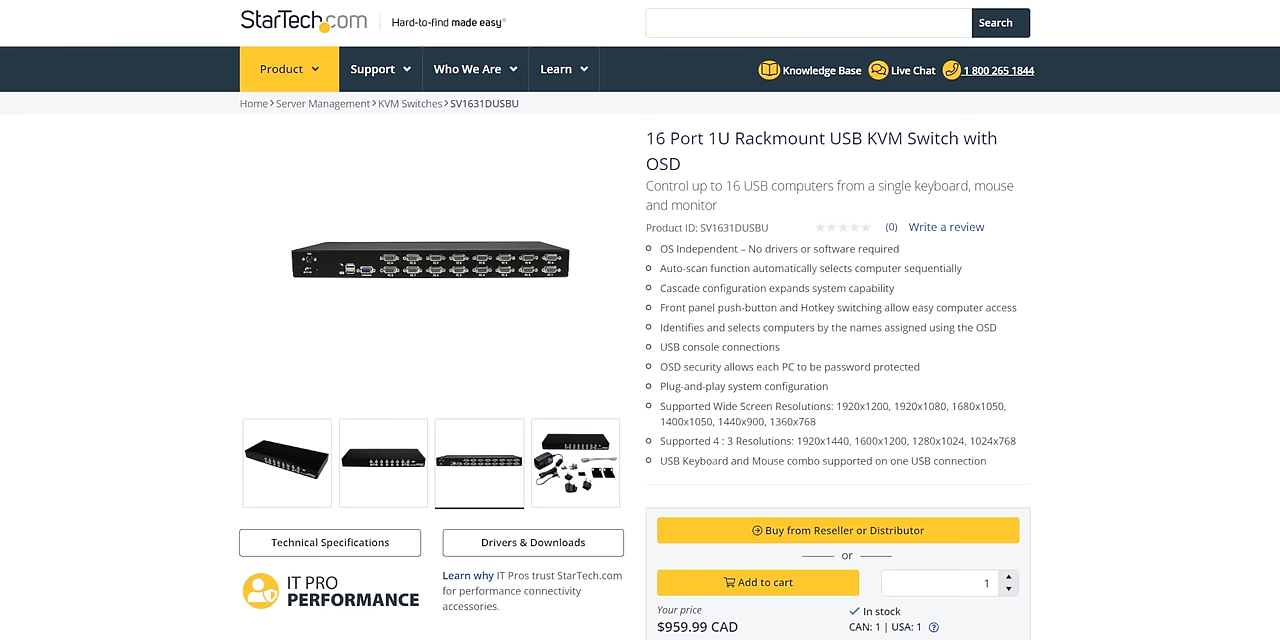 StarTech.com
Hard-to-find made easy®
Search
Product
Support
Who We Are
Learn
Knowledge Base
Live Chat
1 800 265 1844
Home > Server Management > KVM Switches > SV1631DUSBU
16 Port 1U Rackmount USB KVM Switch with
OSD
Control up to 16 USB computers from a single keyboard, mouse
and monitor
Product ID: SV1631DUSBU
(0)
Write a review
OS Independent – No drivers or software required
Auto-scan function automatically selects computer sequentially
Cascade configuration expands system capability
Front panel push-button and Hotkey switching allow easy computer access
Identifies and selects computers by the names assigned using the OSD
USB console connections
OSD security allows each PC to be password protected
Plug-and-play system configuration
Supported Wide Screen Resolutions: 1920x1200, 1920x1080, 1680x1050,
1400x1050, 1440x900, 1360x768
Supported 4 : 3 Resolutions: 1920x1440, 1600x1200, 1280x1024, 1024x768
USB Keyboard and Mouse combo supported on one USB connection
Technical Specifications
Drivers & Downloads
IT PRO
PERFORMANCE
Learn why IT Pros trust StarTech.com
for performance connectivity
accessories.
Buy from Reseller or Distributor
or
Add to cart
1
Your price
$959.99 CAD
In stock
CAN: 1 | USA: 1